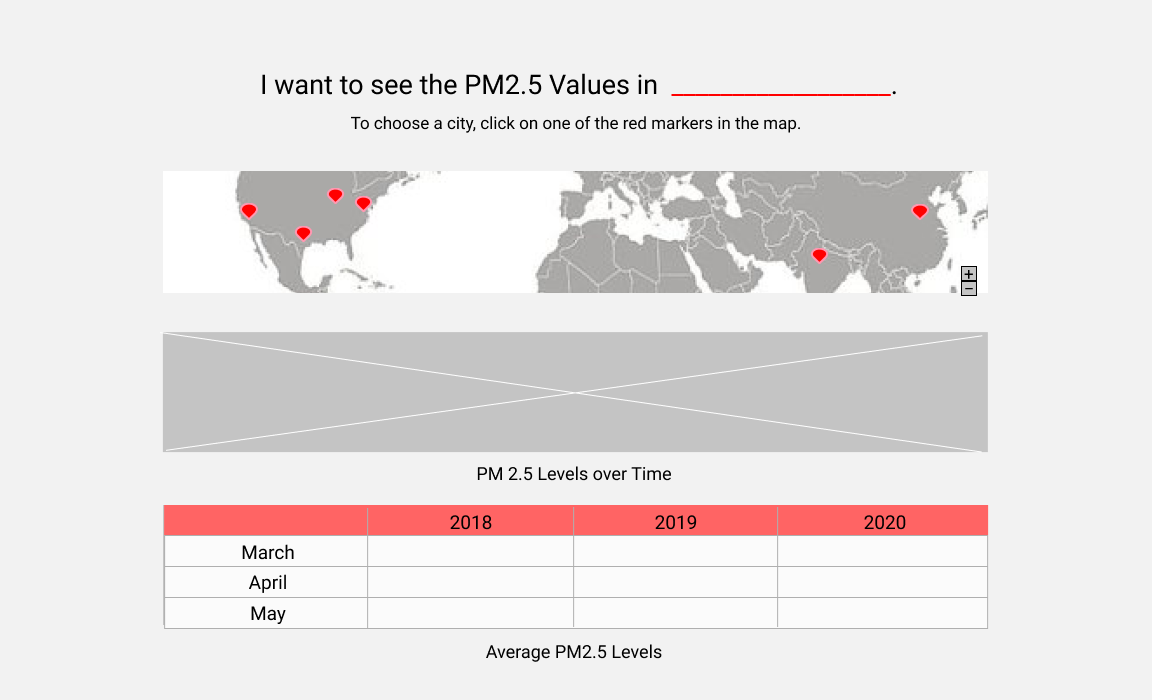 I want to see the PM2.5 Values in __________________.
To choose a city, click on one of the red markers in the map.
+
−
PM 2.5 Levels over Time
2018 2019 2020
March
April
May
Average PM2.5 Levels